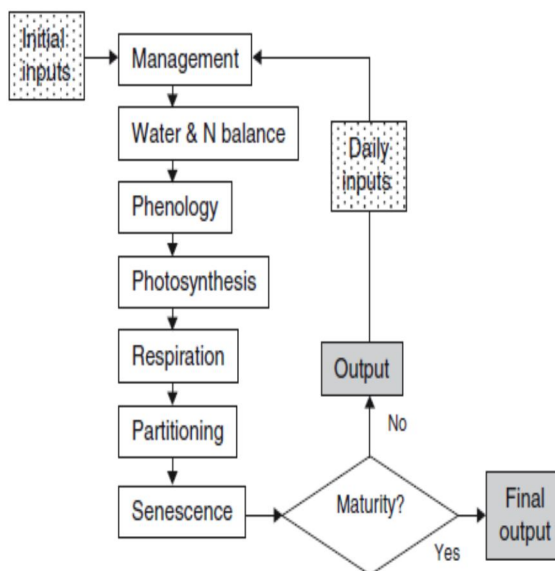 Initial
inputs
Management
Water & N balance
Daily
inputs
Phenology
Photosynthesis
Respiration
Output
Partitioning
No
Senescence
Maturity?
Final
output
Yes